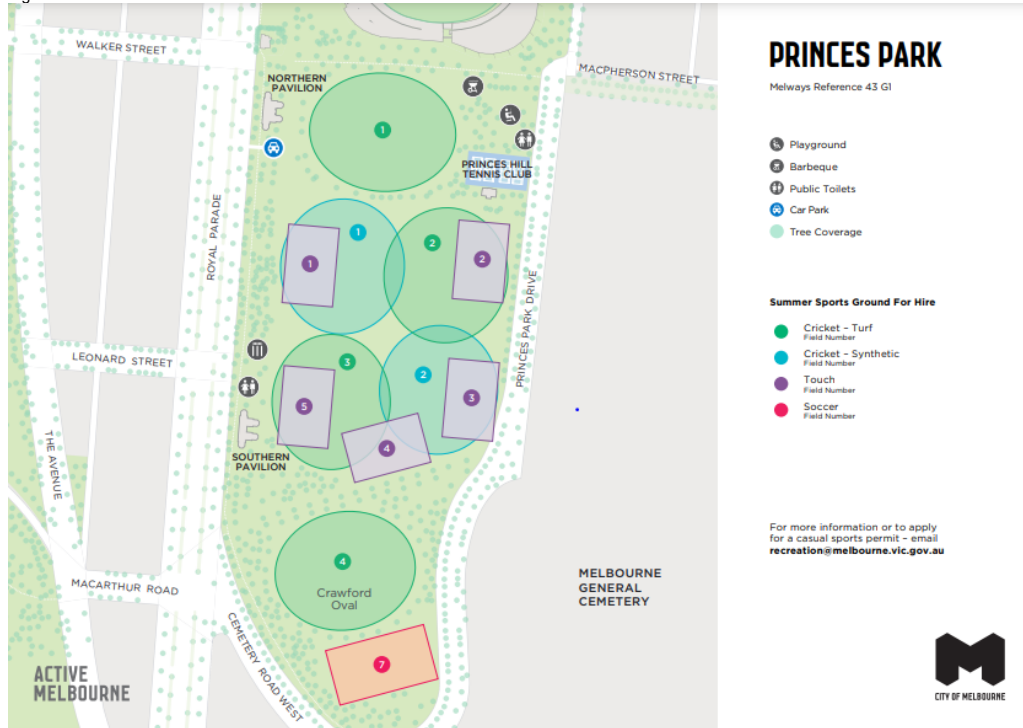 WALKER STREET
NORTHERN
PAVILION
MACPHERSON STREET
1
PRINCES HILL
TENNIS CLUB
ROYAL PARADE
1
2
1
2
PRINCES PARK DRIVE
LEONARD STREET
3
2
5
3
4
THE AVENUE
SOUTHERN
PAVILION
4
Crawford
Oval
MACARTHUR ROAD
CEMETERY ROAD WEST
7
MELBOURNE
GENERAL
CEMETERY
ACTIVE
MELBOURNE
PRINCES PARK
Melways Reference 43 G1
Playground
Barbeque
Public Toilets
Car Park
Tree Coverage
Summer Sports Ground For Hire
Cricket – Turf
Field Number
Cricket – Synthetic
Field Number
Touch
Field Number
Soccer
Field Number
For more information or to apply
for a casual sports permit – email
recreation@melbourne.vic.gov.au
CITY OF MELBOURNE